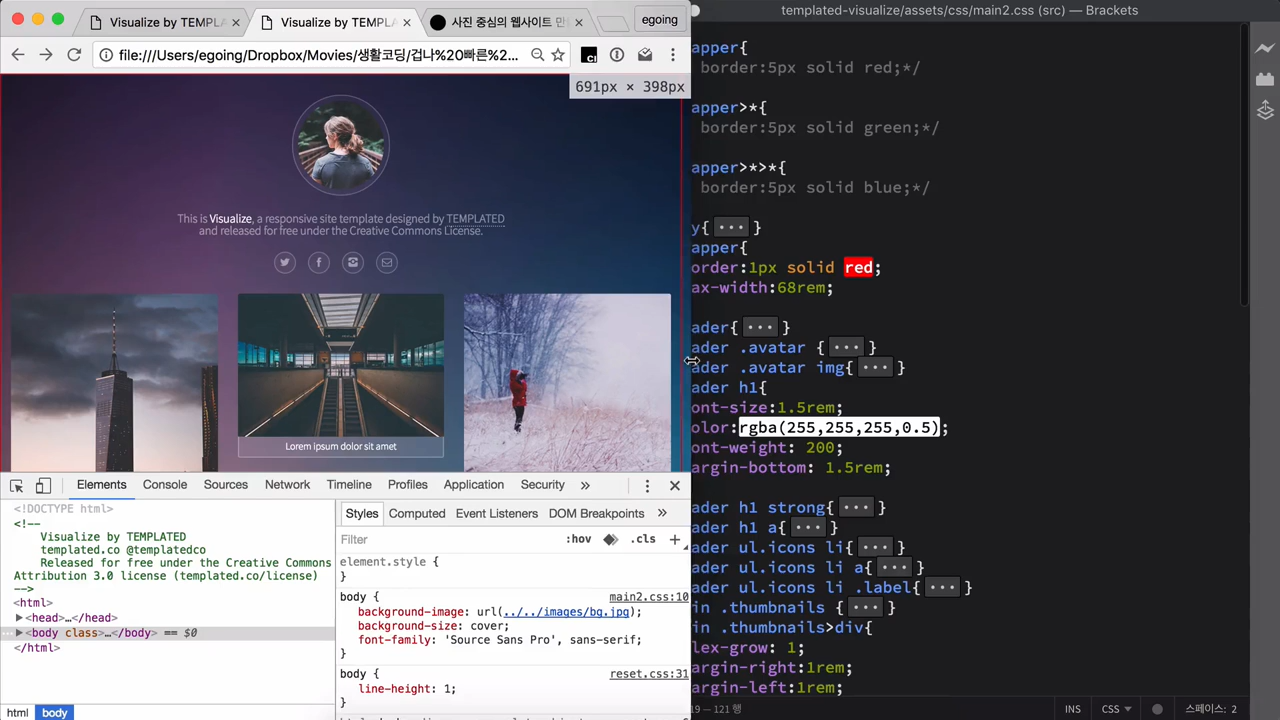 Visualize by TEMPLA
Visualize by TEMPL
사진 중심의 웹사이트 만
egoing
templated-visualize/assets/css/main2.css (src) — Brackets
file:///Users/egoing/Dropbox/Movies/생활코딩/겁나%20빠른%2...
691px × 398px
This is Visualize, a responsive site template designed by TEMPLATED
and released for free under the Creative Commons License.
Lorem ipsum dolor sit amet
Elements Console Sources Network Timeline Profiles Application Security »
<!DOCTYPE html>
<!--
Visualize by TEMPLATED
templated.co @templatedco
Released for free under the Creative Commons
Attribution 3.0 license (templated.co/license)
-->
<html>
<head>…</head>
<body class>…</body> == $0
</html>
html body
Styles Computed Event Listeners DOM Breakpoints »
Filter :hov .cls +
element.style {
}
body { main2.css:10
background-image: url(../../images/bg.jpg);
background-size: cover;
font-family: 'Source Sans Pro', sans-serif;
}
body { reset.css:31
line-height: 1;
}
apper{
border:5px solid red;*/
apper>*{
border:5px solid green;*/
apper>*>*{
border:5px solid blue;*/
y{...}
apper{
order:1px solid red;
ax-width:68rem;
ader{...}
ader .avatar {...}
ader .avatar img{...}
ader h1{
ont-size:1.5rem;
olor:rgba(255,255,255,0.5);
ont-weight: 200;
argin-bottom: 1.5rem;
ader h1 strong{...}
ader h1 a{...}
ader ul.icons li{...}
ader ul.icons li a{...}
ader ul.icons li .label{...}
in .thumbnails {...}
in .thumbnails>div{
lex-grow: 1;
argin-right:1rem;
argin-left:1rem;
19 — 121 행
INS CSS 스페이스: 2